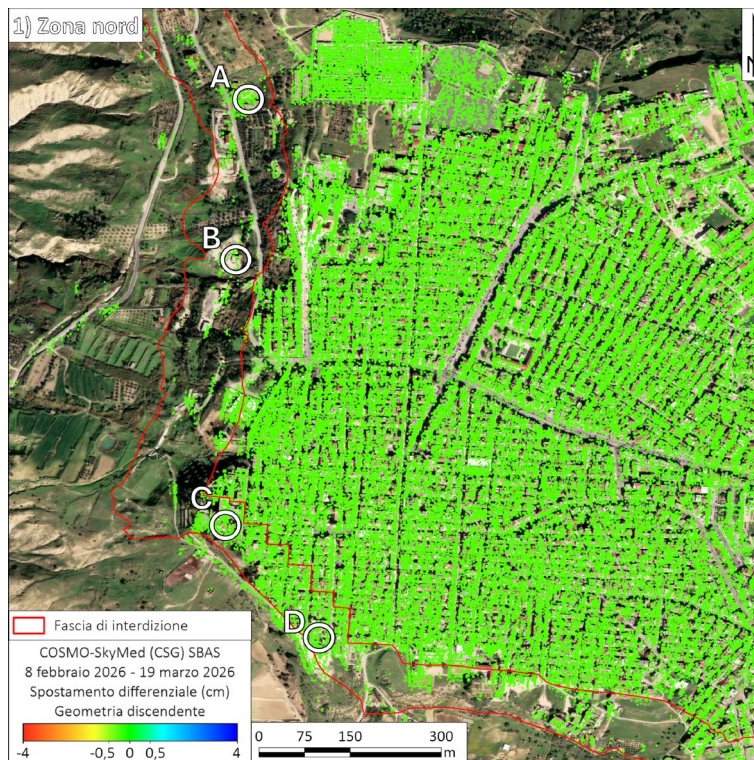 1) Zona nord
N
A
B
C
D
Fascia di interdizione
COSMO-SkyMed (CSG) SBAS
8 febbraio 2026 - 19 marzo 2026
Spostamento differenziale (cm)
Geometria discendente
-4 -0,5 0 0,5 4
0 75 150 300
m